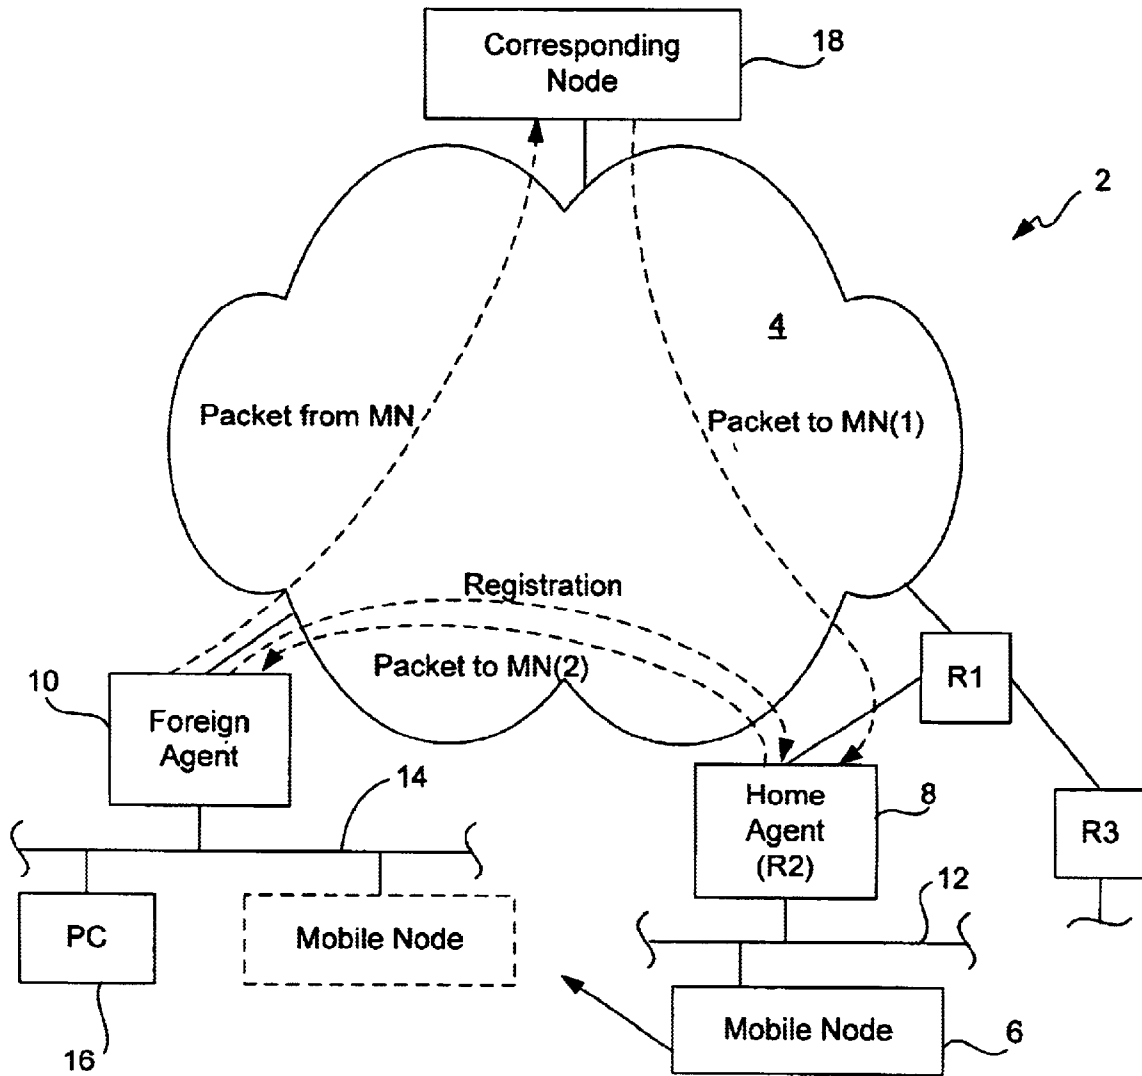 Corresponding
Node
18
2
4
Packet from MN
Packet to MN(1)
Registration
Packet to MN(2)
R1
10
Foreign
Agent
14
Home
Agent
(R2)
8
R3
12
PC
Mobile Node
16
Mobile Node
6